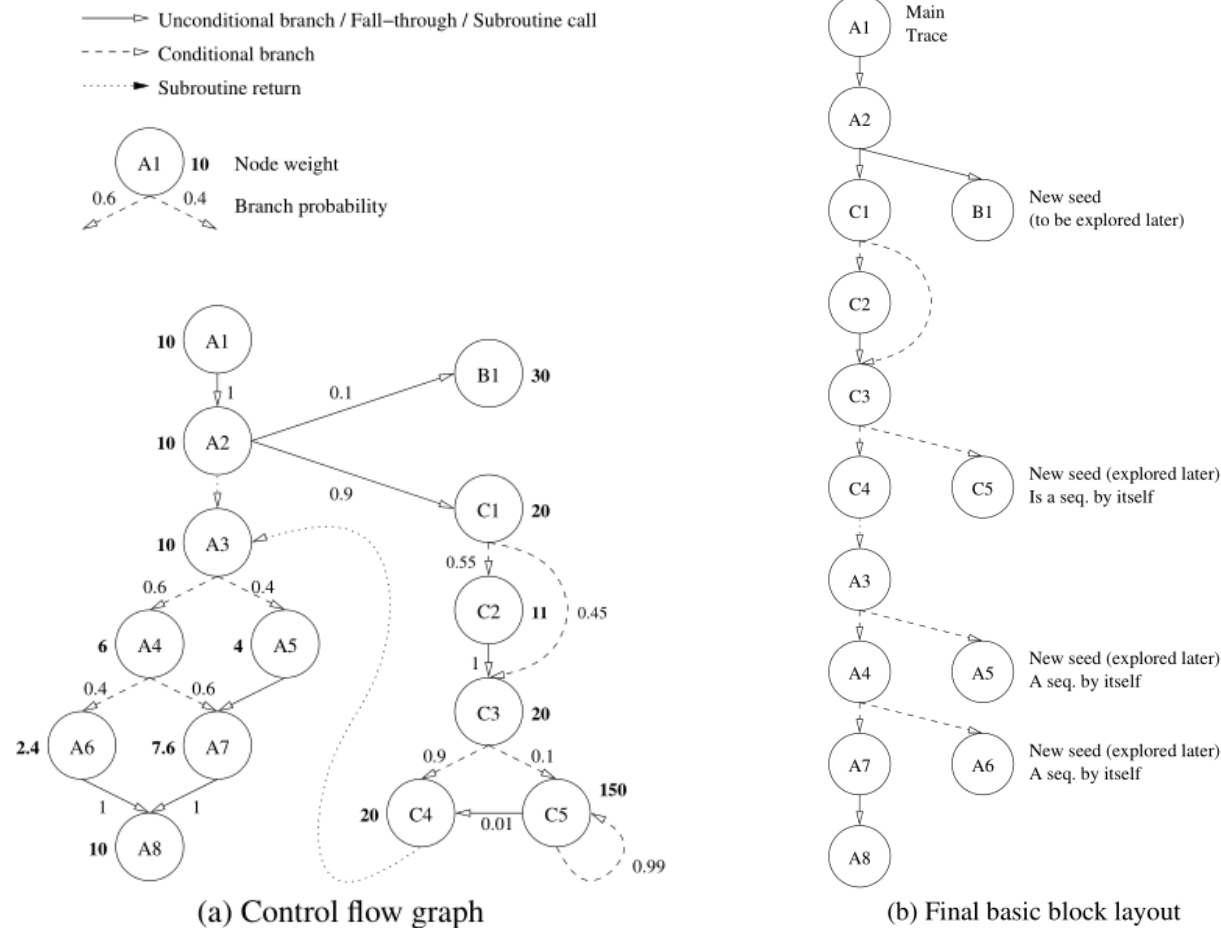 Unconditional branch / Fall−through / Subroutine call
Conditional branch
Subroutine return
A1
10
Node weight
0.6
0.4
Branch probability
10
A1
1
0.1
B1
30
10
A2
0.9
C1
20
10
A3
0.55
0.45
0.6
0.4
C2
11
6
A4
4
A5
1
0.4
0.6
C3
20
2.4
A6
7.6
A7
0.9
0.1
150
1
1
20
C4
0.01
C5
10
A8
0.99
(a) Control flow graph
A1
Main
Trace
A2
C1
B1
New seed
(to be explored later)
C2
C3
C4
C5
New seed (explored later)
Is a seq. by itself
A3
A4
A5
New seed (explored later)
A seq. by itself
A7
A6
New seed (explored later)
A seq. by itself
A8
(b) Final basic block layout